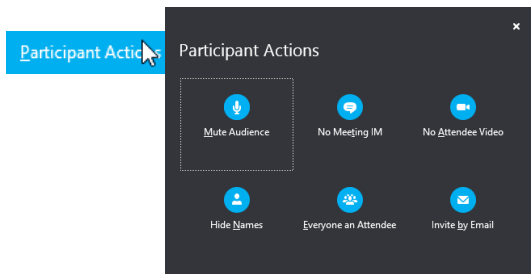 Participant Actions
Participant Actions
Mute Audience
No Meeting IM
No Attendee Video
Hide Names
Everyone an Attendee
Invite by Email